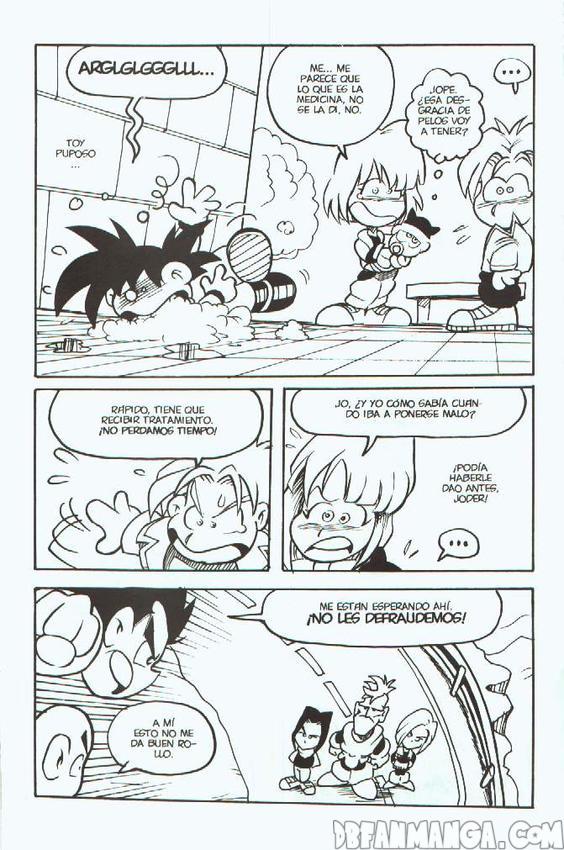 ARGLGLGGGLLL...
TOY
PUPOSO
...
ME... ME
PARECE QUE
LO QUE ES LA
MEDICINA, NO
SE LA DI, NO.
JOPE.
¿ESA DES-
GRACIA DE
PELOS VOY
A TENER?
...
RÁPIDO, TIENE QUE
RECIBIR TRATAMIENTO.
¡NO PERDAMOS TIEMPO!
JO, ¿Y YO CÓMO SABÍA CUAN-
DO IBA A PONERSE MALO?
¡PODÍA
HABERLE
DAO ANTES,
JODER!
...
ME ESTÁN ESPERANDO AHÍ.
¡NO LES DEFRAUDEMOS!
A MÍ
ESTO NO ME
DA BUEN RO-
LLO.
DBFANMANGA.COM